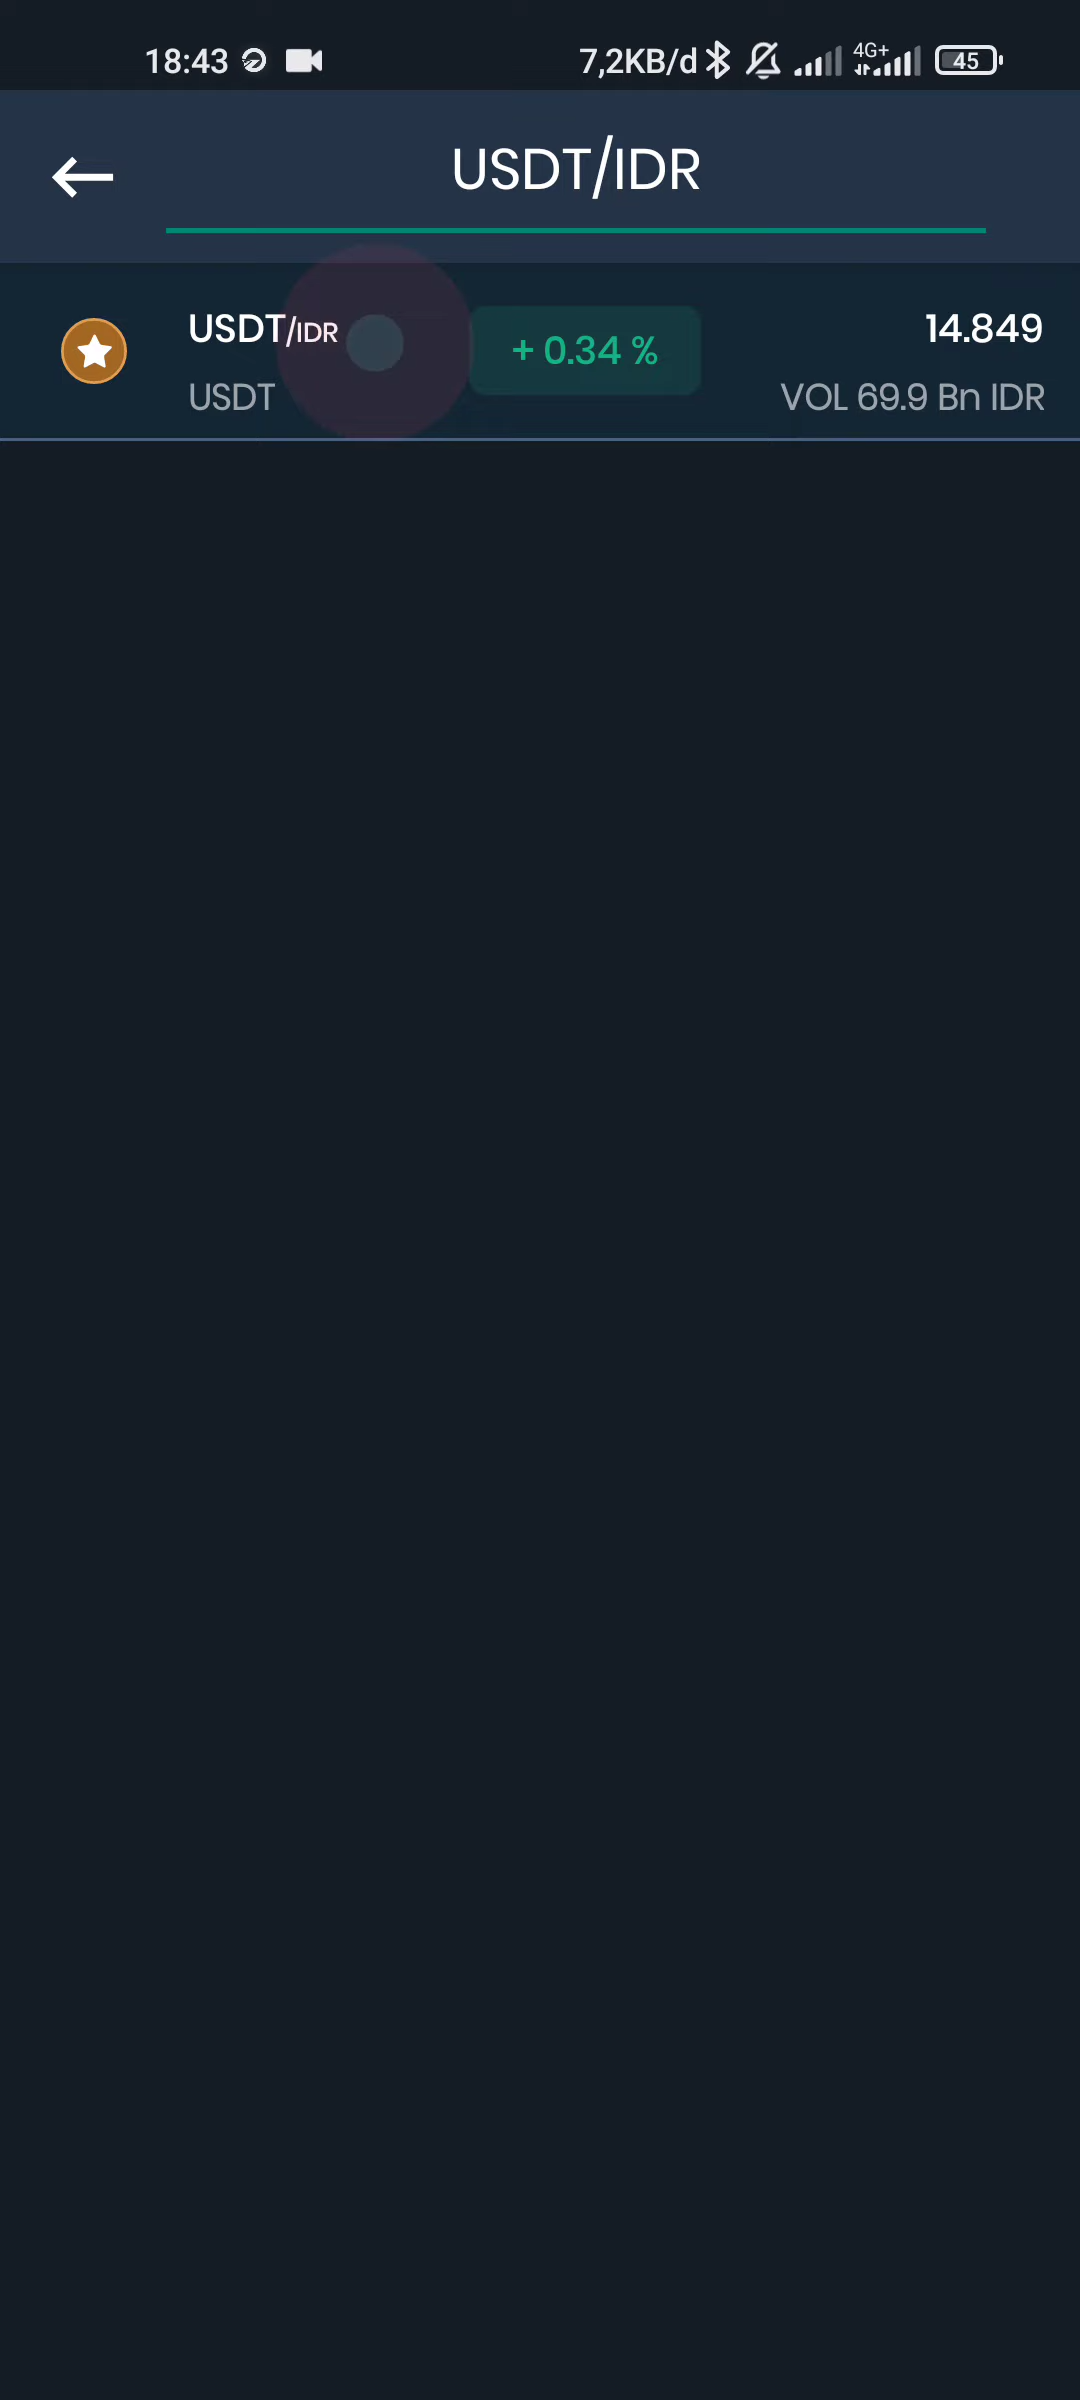 18:43 7,2KB/d 4G+ 45
USDT/IDR
USDT/IDR + 0.34 % 14.849
USDT VOL 69.9 Bn IDR